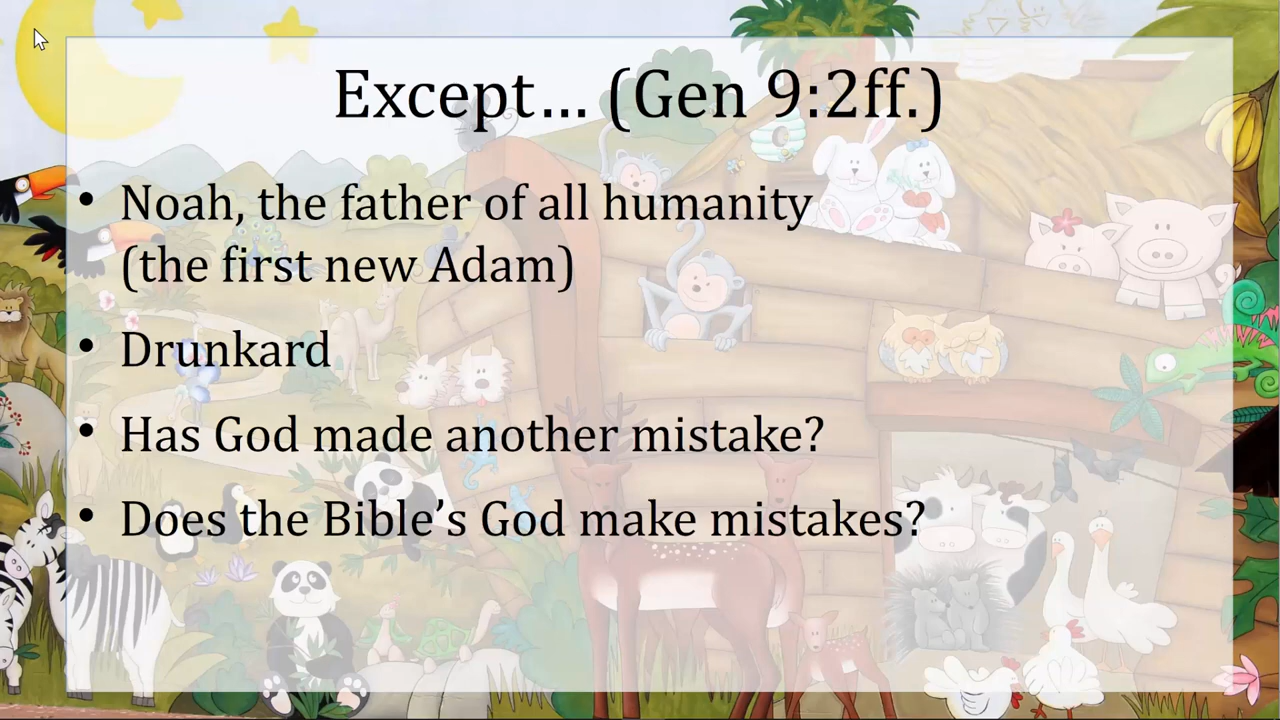 Except… (Gen 9:2ff.)
• Noah, the father of all humanity
(the first new Adam)
• Drunkard
• Has God made another mistake?
• Does the Bible’s God make mistakes?